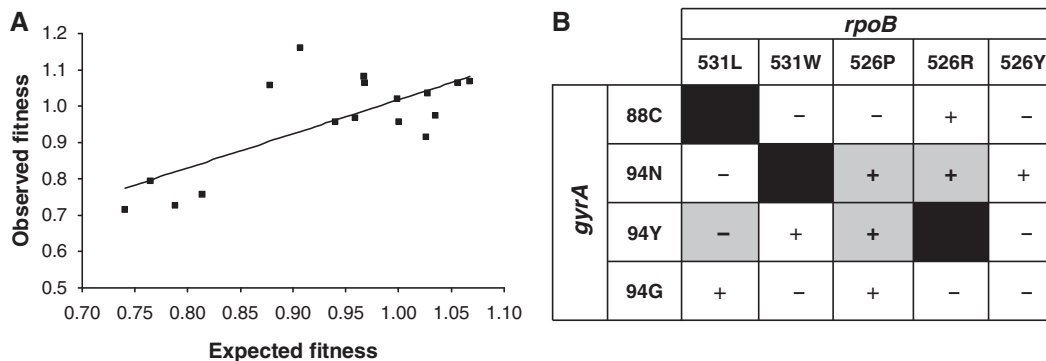 A
Observed fitness
1.2
1.1
1.0
0.9
0.8
0.7
0.6
0.5
0.70 0.75 0.80 0.85 0.90 0.95 1.00 1.05 1.10
Expected fitness
B
rpoB
531L 531W 526P 526R 526Y
gyrA
88C – – + –
94N – + + +
94Y – + + –
94G + – + – –